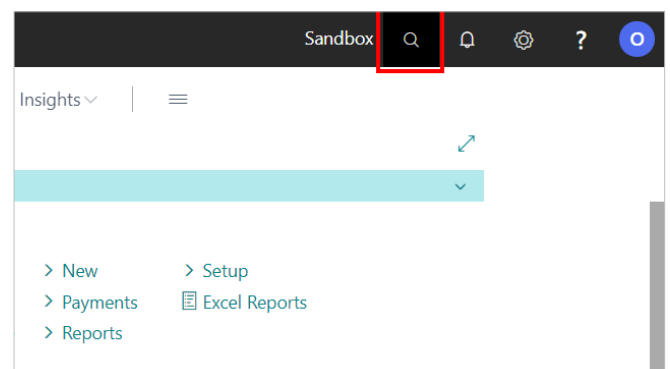 Sandbox ? O
Insights
New Setup
Payments Excel Reports
Reports